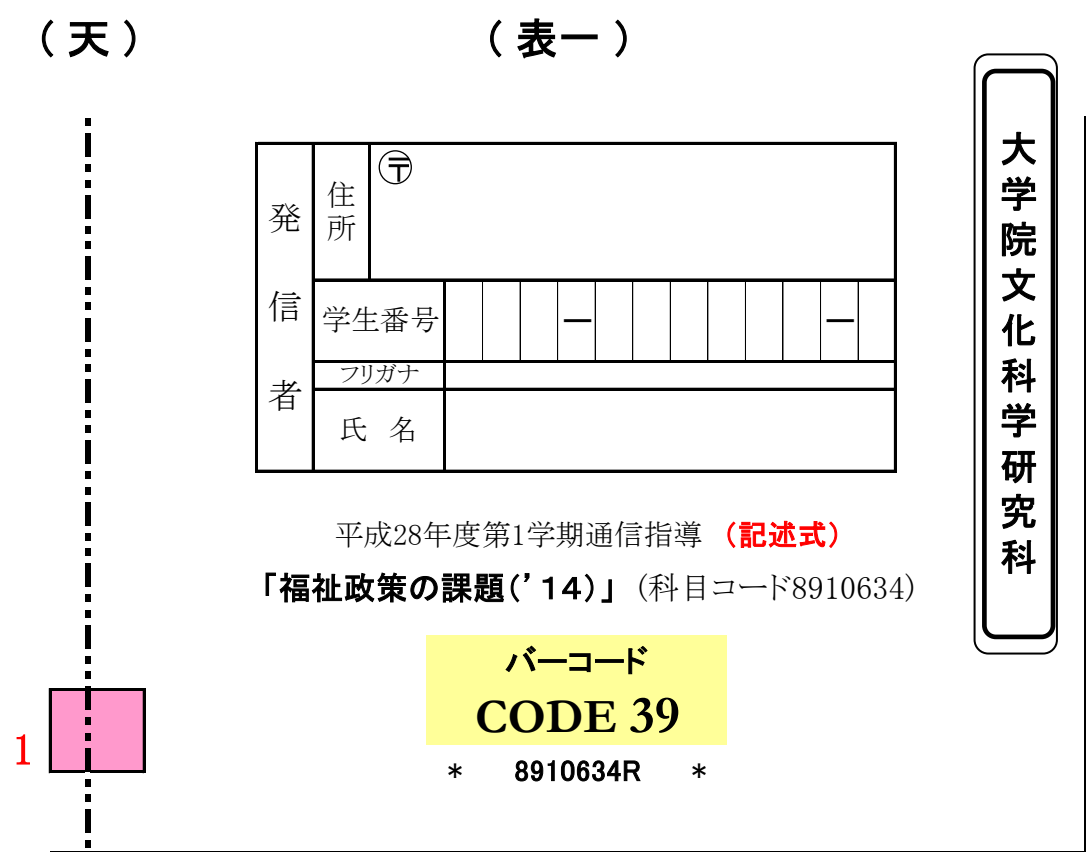 （ 天 ）
（ 表一 ）
大学院文化科学研究科
発信者
住所
〒
学生番号
ー ー
フリガナ
氏 名
平成28年度第1学期通信指導 （記述式）
「福祉政策の課題（’14）」（科目コード8910634）
バーコード
CODE 39
* 8910634R *
1